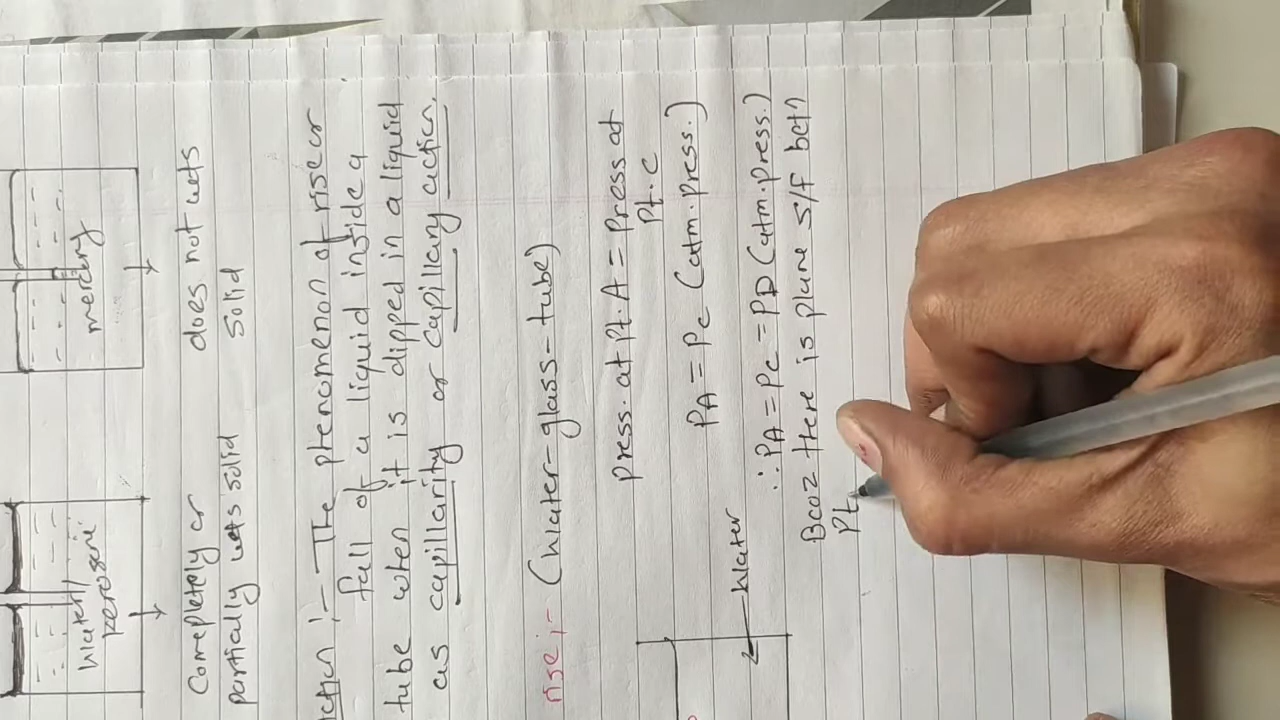 water/
kerosene
mercury
Comepletely or
partially wets solid
does not wets
solid
ction :- The phenomenon of rise or
fall of a liquid inside a
tube when it is dipped in a liquid
as capillarity or capillary action.
rise :- (Water-glass-tube)
press. at Pt. A = press at
Pt. C
PA = Pc (atm. press.)
∴ PA = Pc = PD (atm. press.)
Bcoz there is plane s/f betn
Pt
Water